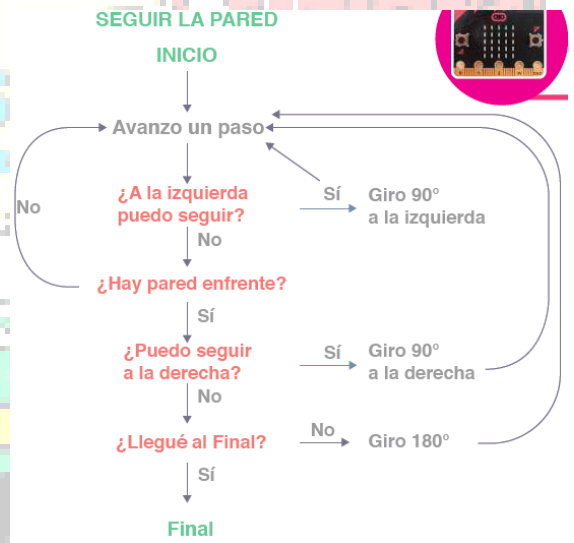 SEGUIR LA PARED
INICIO
Avanzo un paso
¿A la izquierda
puedo seguir?
Sí
Giro 90°
a la izquierda
No
No
¿Hay pared enfrente?
Sí
¿Puedo seguir
a la derecha?
Sí
Giro 90°
a la derecha
No
¿Llegué al Final?
No
Giro 180°
Sí
Final